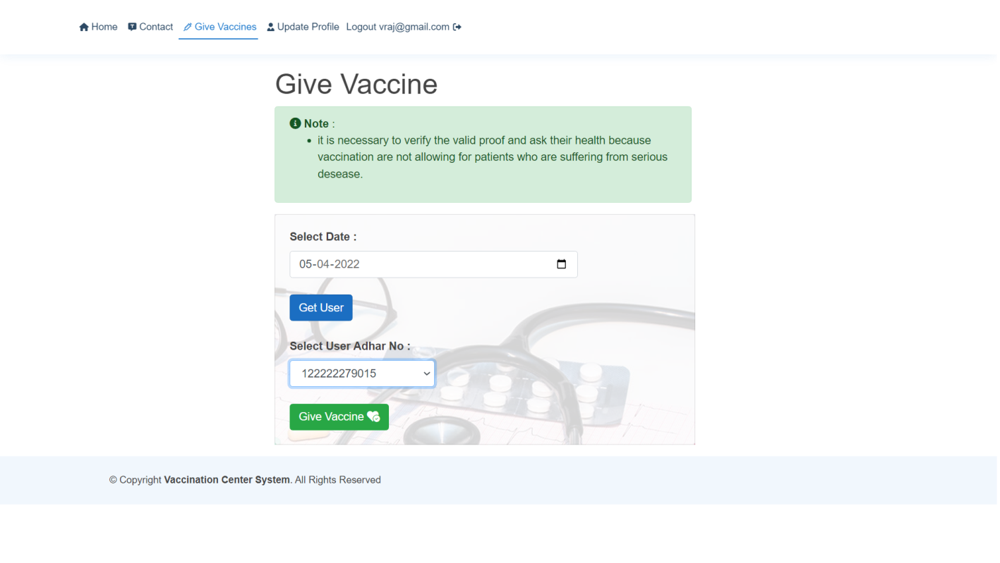 Home Contact Give Vaccines Update Profile Logout vraj@gmail.com
Give Vaccine
Note :
• it is necessary to verify the valid proof and ask their health because
vaccination are not allowing for patients who are suffering from serious
desease.
Select Date :
05-04-2022
Get User
Select User Adhar No :
122222279015
Give Vaccine
© Copyright Vaccination Center System. All Rights Reserved